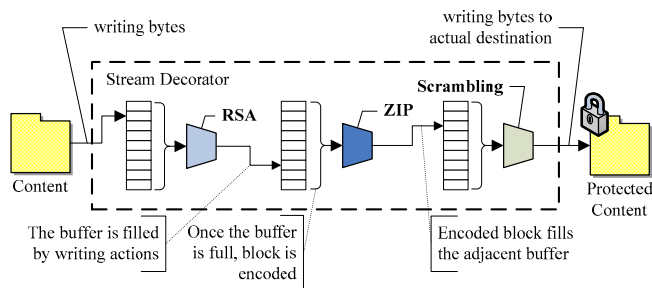 writing bytes
writing bytes to
actual destination
Stream Decorator
RSA
ZIP
Scrambling
Content
Protected
Content
The buffer is filled
by writing actions
Once the buffer
is full, block is
encoded
Encoded block fills
the adjacent buffer